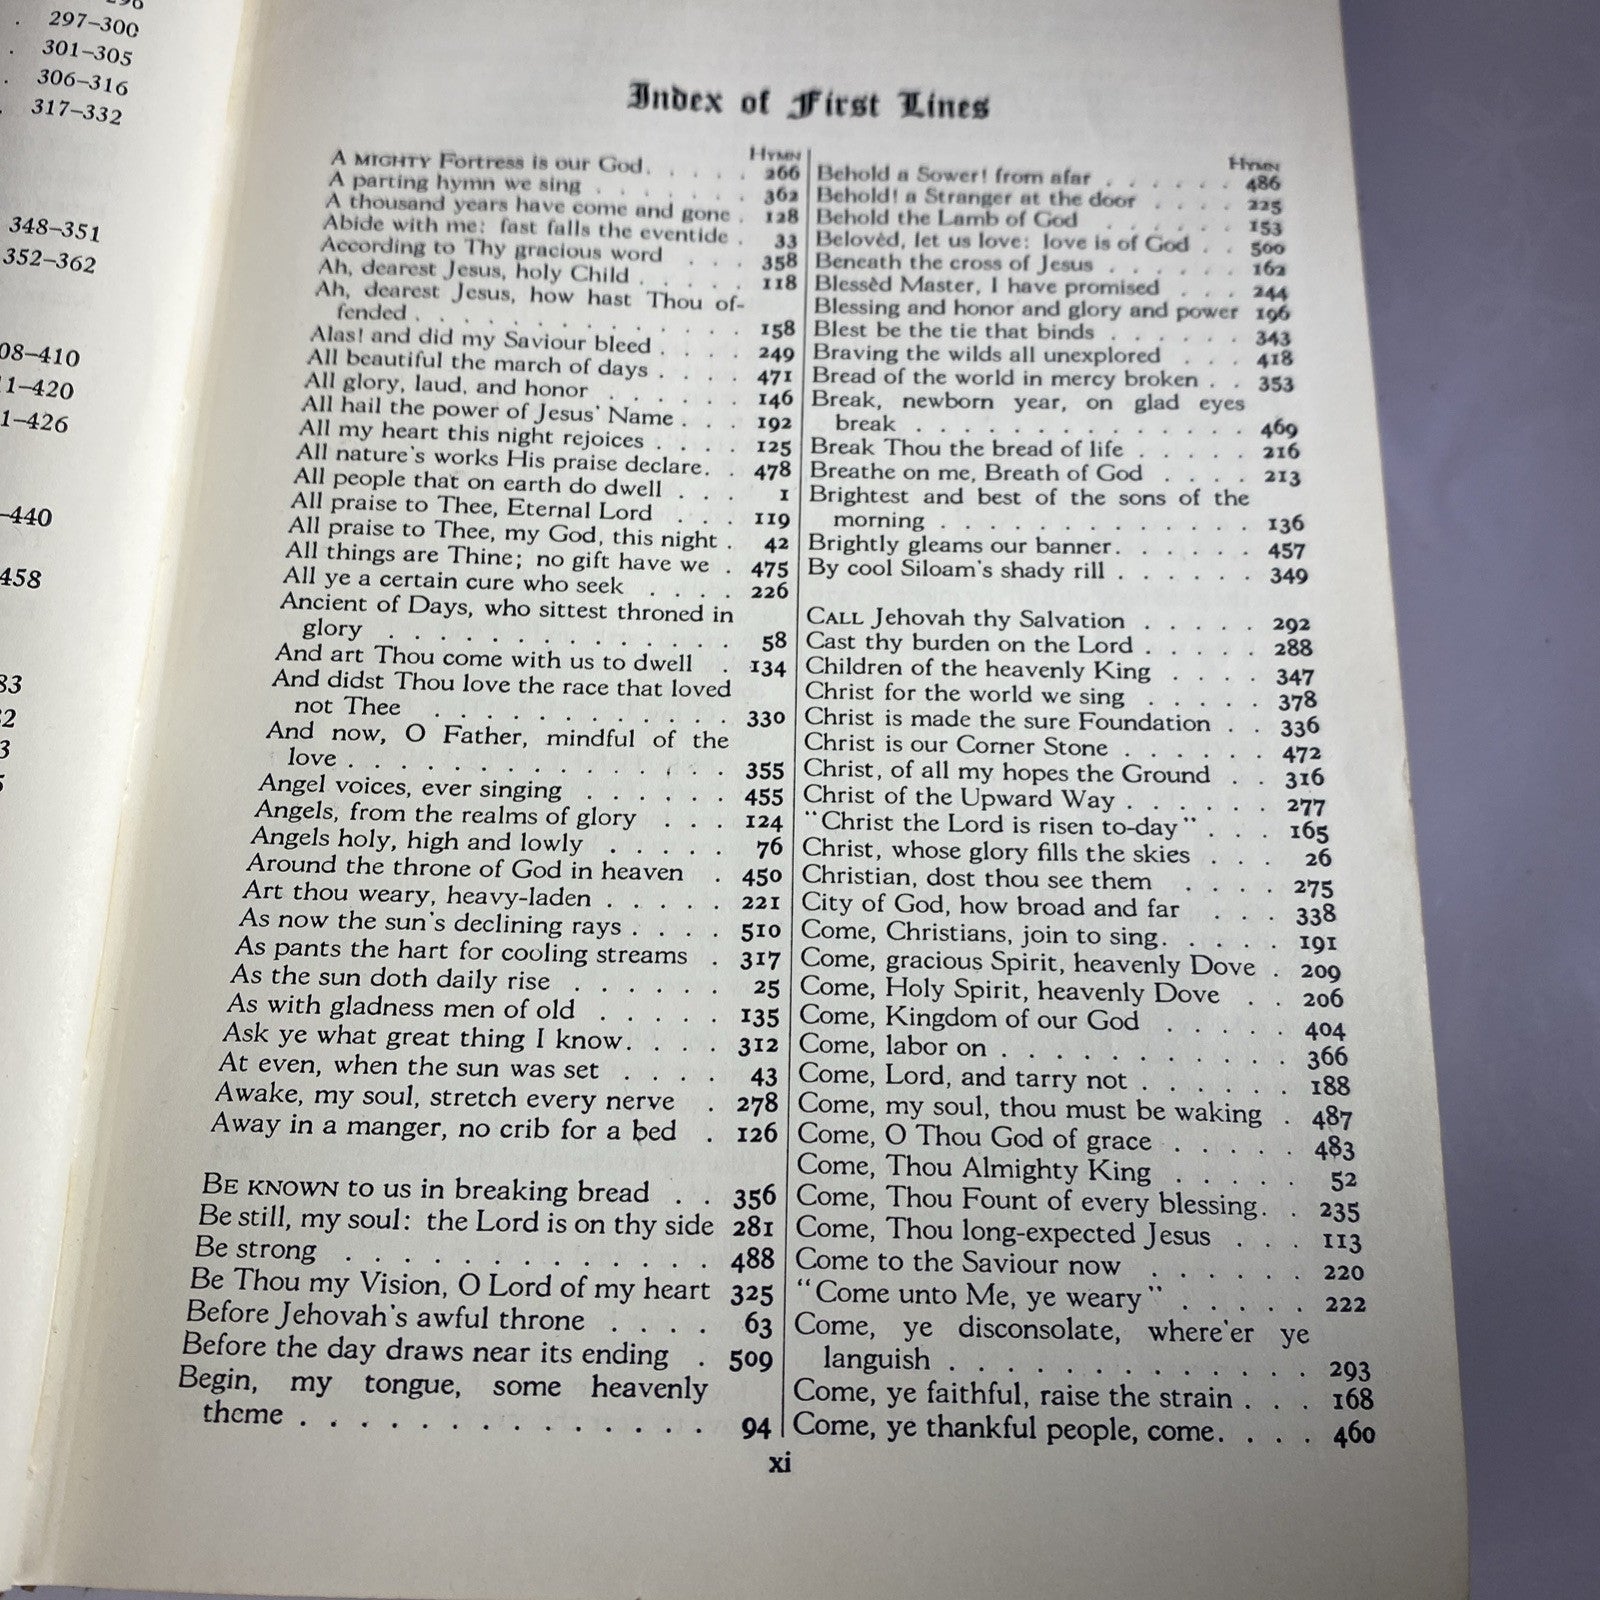 297–300
. 301–305
. 306–316
. 317–332
348–351
352–362
08–410
1–420
1–426
–440
458
83
2
3
Index of First Lines
HYMN
A MIGHTY Fortress is our God. . . . . 266
A parting hymn we sing . . . . . . 362
A thousand years have come and gone . 128
Abide with me: fast falls the eventide . 33
According to Thy gracious word . . . 358
Ah, dearest Jesus, holy Child . . . . . 118
Ah, dearest Jesus, how hast Thou of-
fended . . . . . . . . . . . . 158
Alas! and did my Saviour bleed . . . . 249
All beautiful the march of days . . . . 471
All glory, laud, and honor . . . . . 146
All hail the power of Jesus' Name . . . 192
All my heart this night rejoices . . . . 125
All nature's works His praise declare. . 478
All people that on earth do dwell . . . 1
All praise to Thee, Eternal Lord . . . 119
All praise to Thee, my God, this night . 42
All things are Thine; no gift have we . 475
All ye a certain cure who seek . . . . 226
Ancient of Days, who sittest throned in
glory . . . . . . . . . . . . . 58
And art Thou come with us to dwell . 134
And didst Thou love the race that loved
not Thee . . . . . . . . . . . 330
And now, O Father, mindful of the
love . . . . . . . . . . . . . 355
Angel voices, ever singing . . . . . . 455
Angels, from the realms of glory . . . 124
Angels holy, high and lowly . . . . . 76
Around the throne of God in heaven . 450
Art thou weary, heavy-laden . . . . . 221
As now the sun's declining rays . . . . 510
As pants the hart for cooling streams . 317
As the sun doth daily rise . . . . . . 25
As with gladness men of old . . . . . 135
Ask ye what great thing I know. . . . 312
At even, when the sun was set . . . . 43
Awake, my soul, stretch every nerve . 278
Away in a manger, no crib for a bed . 126
BE KNOWN to us in breaking bread . . 356
Be still, my soul: the Lord is on thy side 281
Be strong . . . . . . . . . . . . 488
Be Thou my Vision, O Lord of my heart 325
Before Jehovah's awful throne . . . . 63
Before the day draws near its ending . 509
Begin, my tongue, some heavenly
theme . . . . . . . . . . . . . 94
HYMN
Behold a Sower! from afar . . . . . . 486
Behold! a Stranger at the door . . . . 225
Behold the Lamb of God . . . . . . 153
Belovèd, let us love: love is of God . . 500
Beneath the cross of Jesus . . . . . . 162
Blessèd Master, I have promised . . . 244
Blessing and honor and glory and power 196
Blest be the tie that binds . . . . . . 343
Braving the wilds all unexplored . . . 418
Bread of the world in mercy broken . . 353
Break, newborn year, on glad eyes
break . . . . . . . . . . . . . 469
Break Thou the bread of life . . . . . 216
Breathe on me, Breath of God . . . . 213
Brightest and best of the sons of the
morning . . . . . . . . . . . . 136
Brightly gleams our banner. . . . . . 457
By cool Siloam's shady rill . . . . . . 349
CALL Jehovah thy Salvation . . . . . 292
Cast thy burden on the Lord . . . . . 288
Children of the heavenly King . . . . 347
Christ for the world we sing . . . . . 378
Christ is made the sure Foundation . . 336
Christ is our Corner Stone . . . . . . 472
Christ, of all my hopes the Ground . . 316
Christ of the Upward Way . . . . . . 277
"Christ the Lord is risen to-day" . . . 165
Christ, whose glory fills the skies . . . 26
Christian, dost thou see them . . . . 275
City of God, how broad and far . . . 338
Come, Christians, join to sing. . . . . 191
Come, gracious Spirit, heavenly Dove . 209
Come, Holy Spirit, heavenly Dove . . 206
Come, Kingdom of our God . . . . . 404
Come, labor on . . . . . . . . . . . 366
Come, Lord, and tarry not . . . . . . 188
Come, my soul, thou must be waking . 487
Come, O Thou God of grace . . . . . 483
Come, Thou Almighty King . . . . . 52
Come, Thou Fount of every blessing. . 235
Come, Thou long-expected Jesus . . . 113
Come to the Saviour now . . . . . . 220
"Come unto Me, ye weary" . . . . . 222
Come, ye disconsolate, where'er ye
languish . . . . . . . . . . . . 293
Come, ye faithful, raise the strain . . . 168
Come, ye thankful people, come. . . . 460
xi